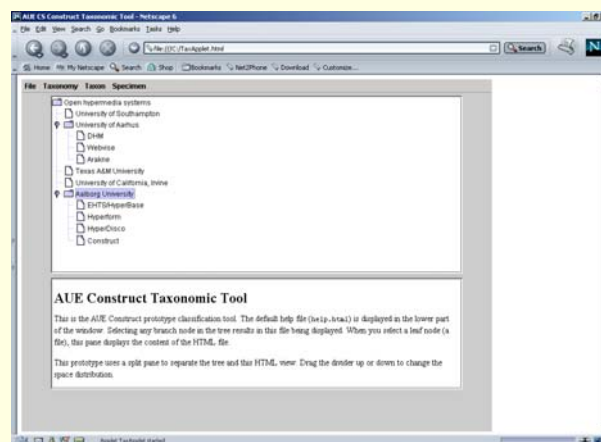 AUE CS Construct Taxonomic Tool - Netscape 6
File Edit View Search Go Bookmarks Tasks Help
file:///C:/TaxApplet.html Search
Home My Netscape Search Shop Bookmarks Net2Phone Download Customize...
File Taxonomy Taxon Specimen
Open hypermedia systems
University of Southampton
University of Aarhus
DHM
Webwise
Arakne
Texas A&M University
University of California, Irvine
Aalborg University
EHTS/HyperBase
Hyperform
HyperDisco
Construct
AUE Construct Taxonomic Tool
This is the AUE Construct prototype classification tool. The default help file (help.html) is displayed in the lower part
of the window. Selecting any branch node in the tree results in this file being displayed. When you select a leaf node (a
file), this pane displays the content of the HTML file.
This prototype uses a split pane to separate the tree and this HTML view. Drag the divider up or down to change the
space distribution.
Applet TaxApplet started